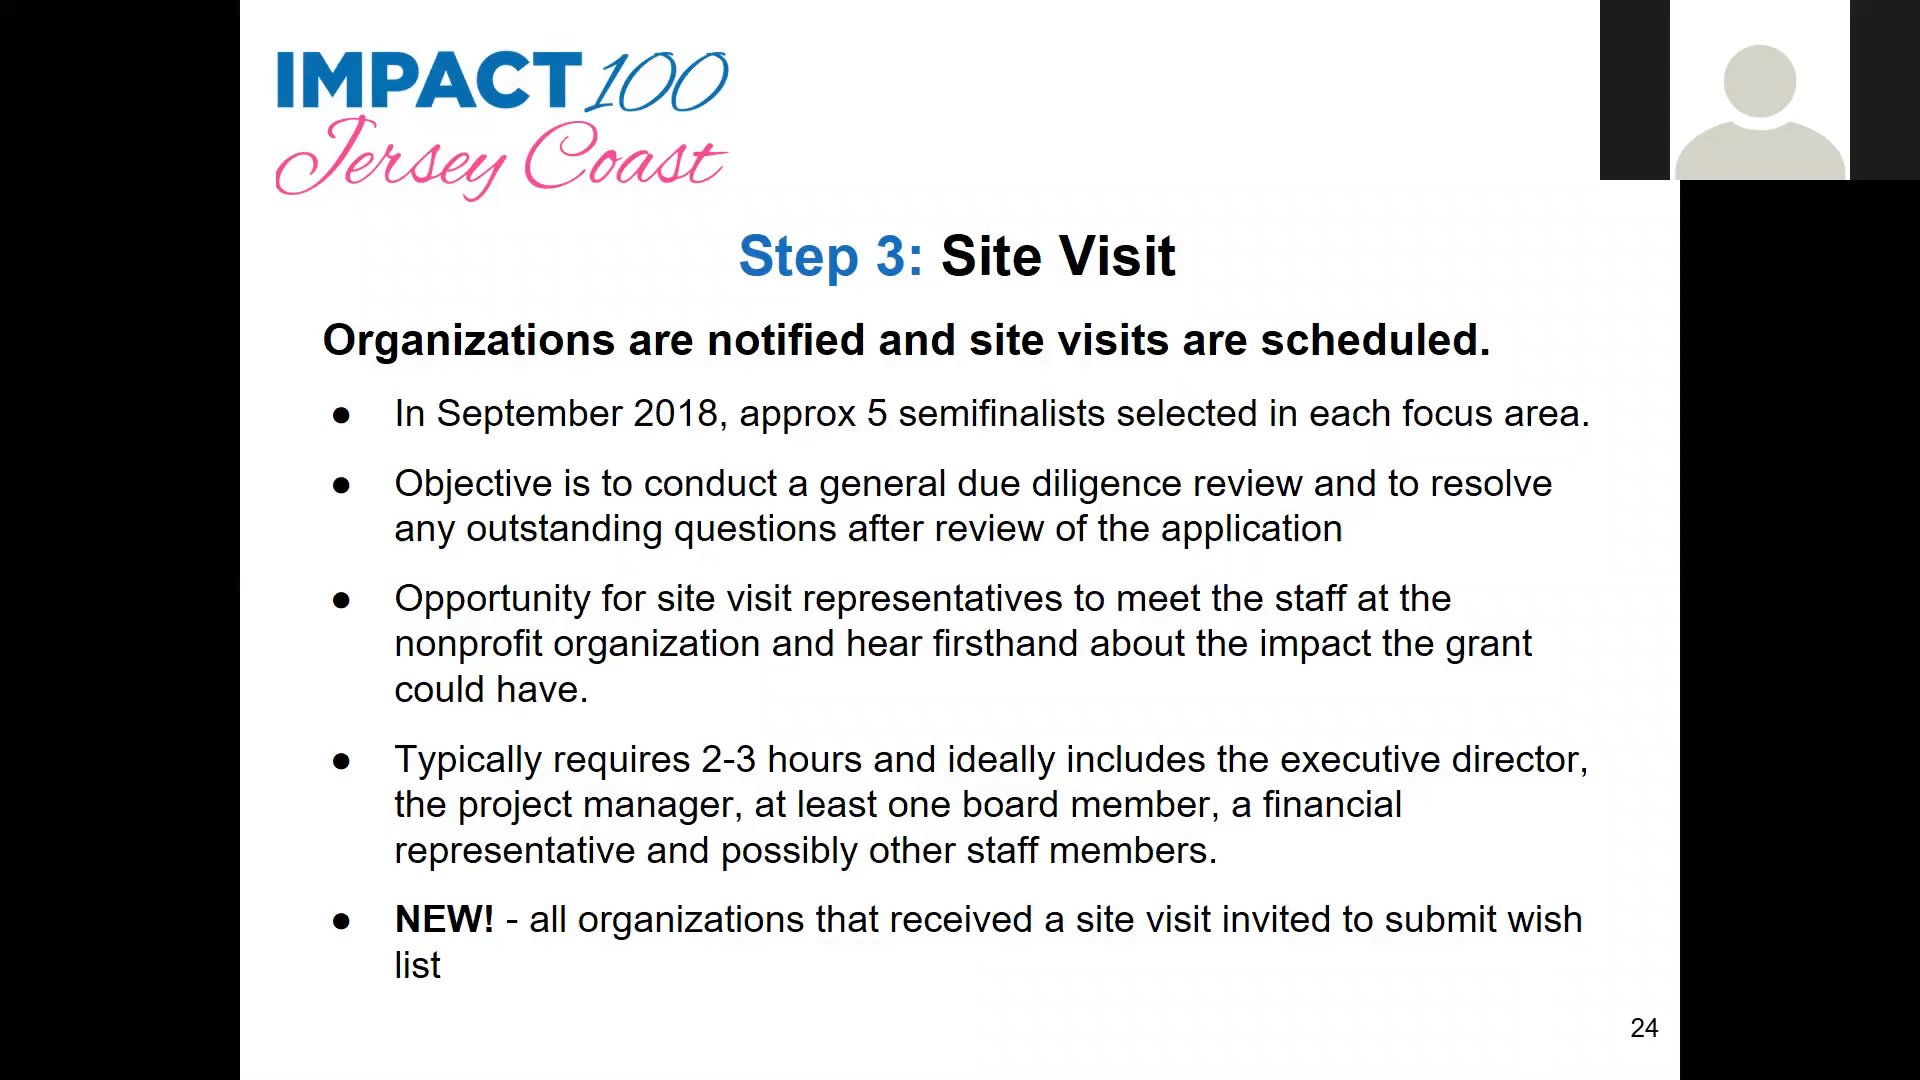 IMPACT 100
Jersey Coast
Step 3: Site Visit
Organizations are notified and site visits are scheduled.
● In September 2018, approx 5 semifinalists selected in each focus area.
● Objective is to conduct a general due diligence review and to resolve
any outstanding questions after review of the application
● Opportunity for site visit representatives to meet the staff at the
nonprofit organization and hear firsthand about the impact the grant
could have.
● Typically requires 2-3 hours and ideally includes the executive director,
the project manager, at least one board member, a financial
representative and possibly other staff members.
● NEW! - all organizations that received a site visit invited to submit wish
list
24